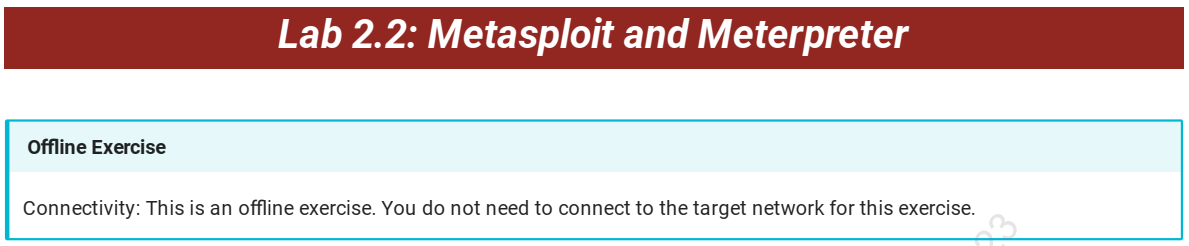 Lab 2.2: Metasploit and Meterpreter
Offline Exercise
Connectivity: This is an offline exercise. You do not need to connect to the target network for this exercise.